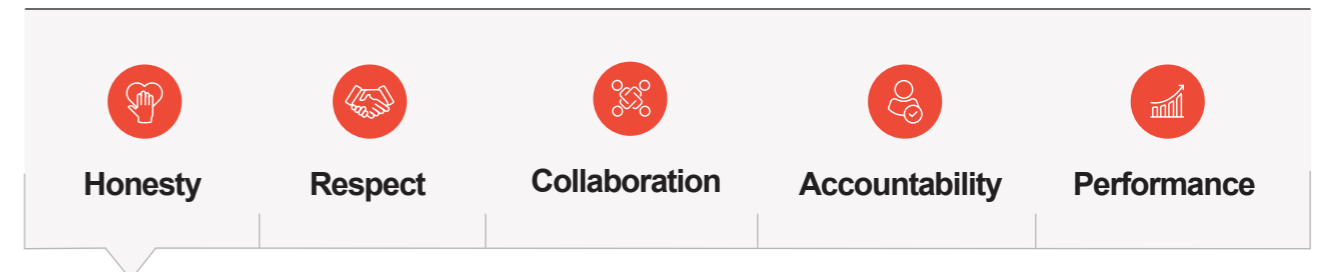 Honesty
Respect
Collaboration
Accountability
Performance